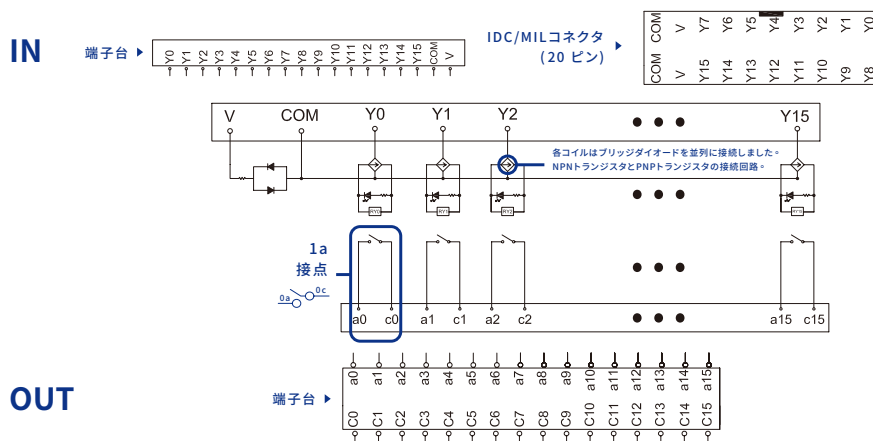 IN
端子台
Y0 Y1 Y2 Y3 Y4 Y5 Y6 Y7 Y8 Y9 Y10 Y11 Y12 Y13 Y14 Y15 COM V
IDC/MILコネクタ
(20 ピン)
COM V Y7 Y6 Y5 Y4 Y3 Y2 Y1 Y0
COM V Y15 Y14 Y13 Y12 Y11 Y10 Y9 Y8
V COM Y0 Y1 Y2 Y15
各コイルはブリッジダイオードを並列に接続しました。
NPNトランジスタとPNPトランジスタの接続回路。
RY0 RY1 RY2 RY15
1a
接点
0a 0c
a0 c0 a1 c1 a2 c2 a15 c15
OUT
端子台
a0 a1 a2 a3 a4 a5 a6 a7 a8 a9 a10 a11 a12 a13 a14 a15
C0 C1 C2 C3 C4 C5 C6 C7 C8 C9 C10 C11 C12 C13 C14 C15